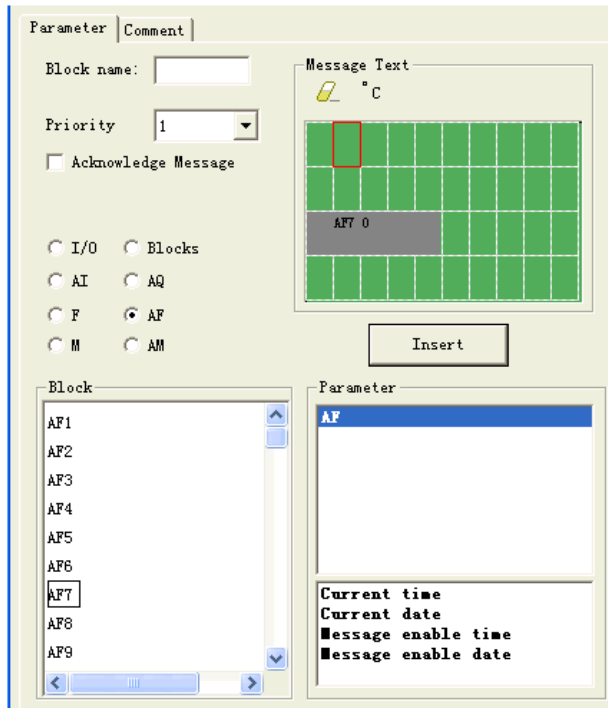 Parameter
Comment
Block name:
Message Text
°C
Priority
1
Acknowledge Message
AF7 0
I/O
Blocks
AI
AQ
F
AF
M
AM
Insert
Block
AF1
AF2
AF3
AF4
AF5
AF6
AF7
AF8
AF9
Parameter
AF
Current time
Current date
Message enable time
Message enable date